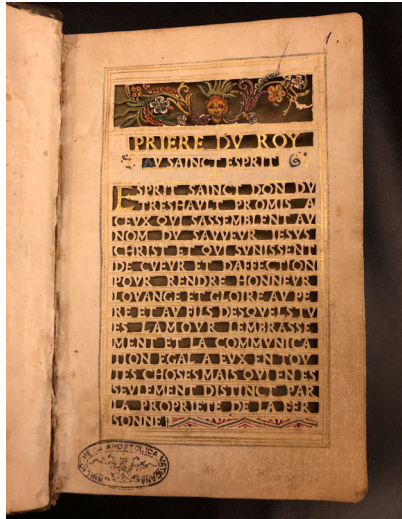 1.
PRIERE DV ROY
AV SAINCT ESPRIT
ESPRIT SAINCT DON DV
TRESHAVLT PROMIS A
CEVX QVI SASSEMBLENT AV
NOM DV SAVVEVR IESVS
CHRIST ET QVI SVNISSENT
DE CVEVR ET DAFFECTION
POVR RENDRE HONNEVR
LOVANGE ET GLOIRE AV PE
RE ET AV FILS DESQVELS TV
ES LAMOVR LEMBRASSE
MENT ET LA COMMVNICA
TION EGAL A EVX EN TOV
TES CHOSES MAIS QVI EN ES
SEVLEMENT DISTINCT PAR
LA PROPRIETE DE LA PER
SONNE
APOSTOLICA